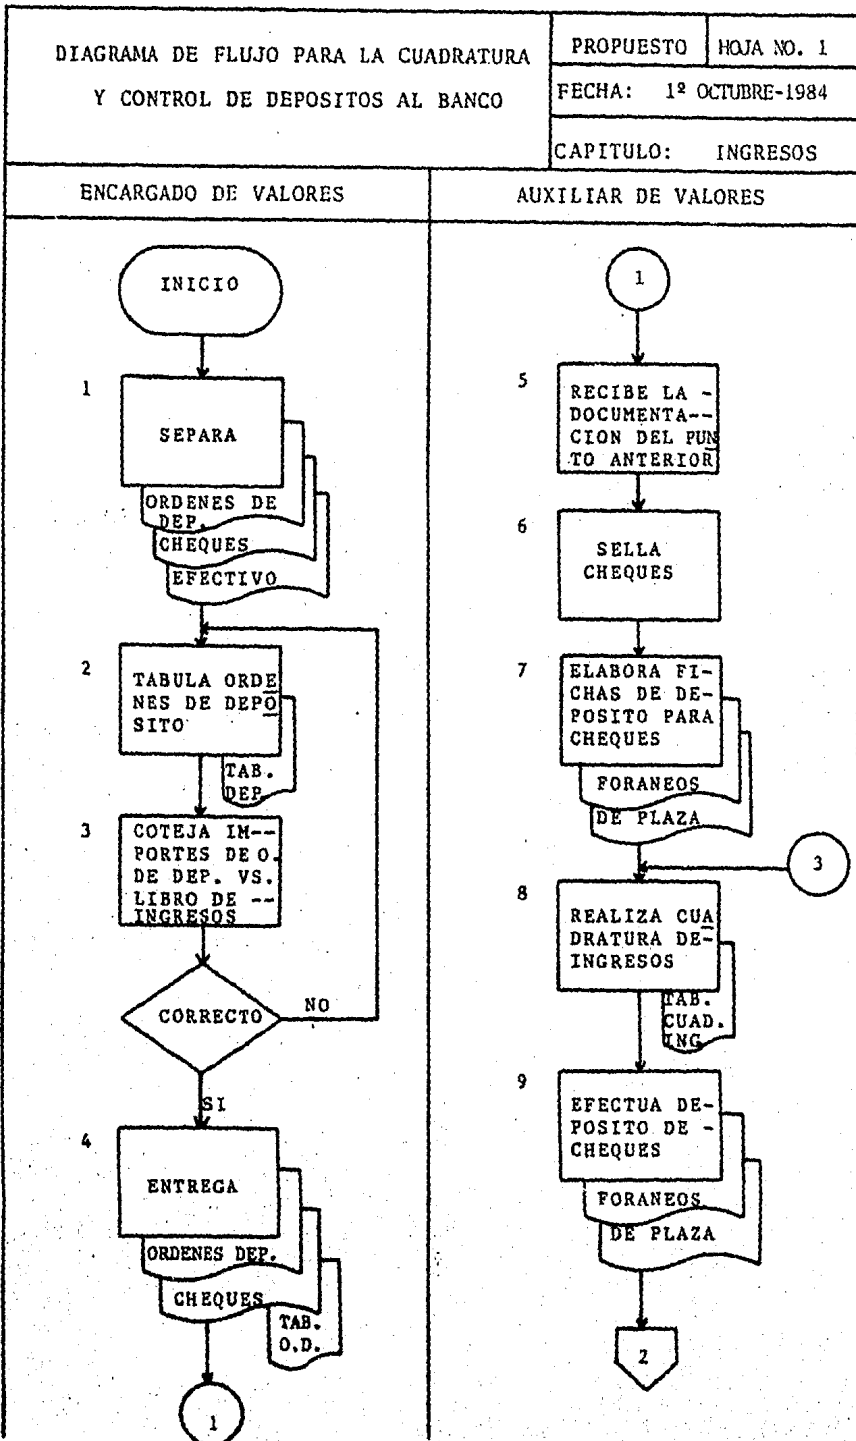 DIAGRAMA DE FLUJO PARA LA CUADRATURA
Y CONTROL DE DEPOSITOS AL BANCO
PROPUESTO
HOJA NO. 1
FECHA: 1º OCTUBRE-1984
CAPITULO: INGRESOS
ENCARGADO DE VALORES
AUXILIAR DE VALORES
INICIO
1
SEPARA
ORDENES DE
DEP.
CHEQUES
EFECTIVO
2
TABULA ORDE
NES DE DEPO
SITO
TAB.
DEP
3
COTEJA IM--
PORTES DE O.
DE DEP. VS.
LIBRO DE --
INGRESOS
CORRECTO
NO
SI
4
ENTREGA
ORDENES DEP.
CHEQUES
TAB.
O.D.
1
1
5
RECIBE LA -
DOCUMENTA--
CION DEL PUN
TO ANTERIOR
6
SELLA
CHEQUES
7
ELABORA FI-
CHAS DE DE-
POSITO PARA
CHEQUES
FORANEOS
DE PLAZA
3
8
REALIZA CUA
DRATURA DE-
INGRESOS
TAB.
CUAD.
ING
9
EFECTUA DE-
POSITO DE -
CHEQUES
FORANEOS
DE PLAZA
2